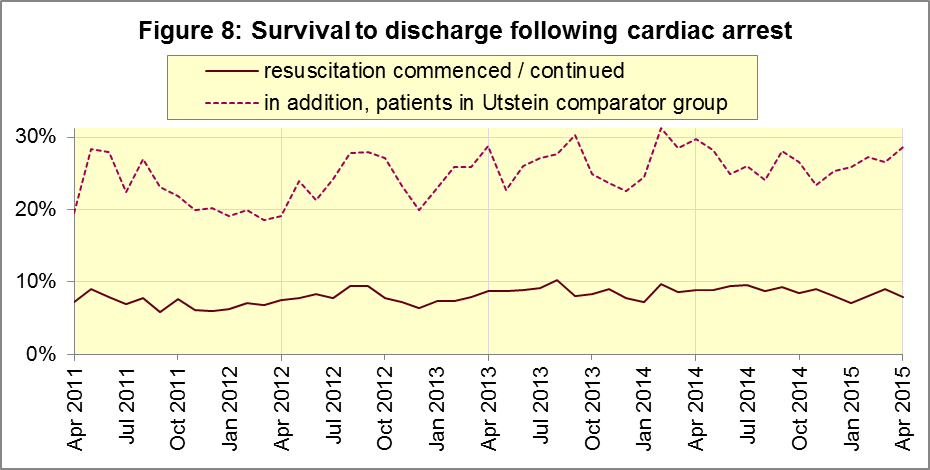 Figure 8: Survival to discharge following cardiac arrest
resuscitation commenced / continued
in addition, patients in Utstein comparator group
30%
20%
10%
0%
Apr 2011
Jul 2011
Oct 2011
Jan 2012
Apr 2012
Jul 2012
Oct 2012
Jan 2013
Apr 2013
Jul 2013
Oct 2013
Jan 2014
Apr 2014
Jul 2014
Oct 2014
Jan 2015
Apr 2015